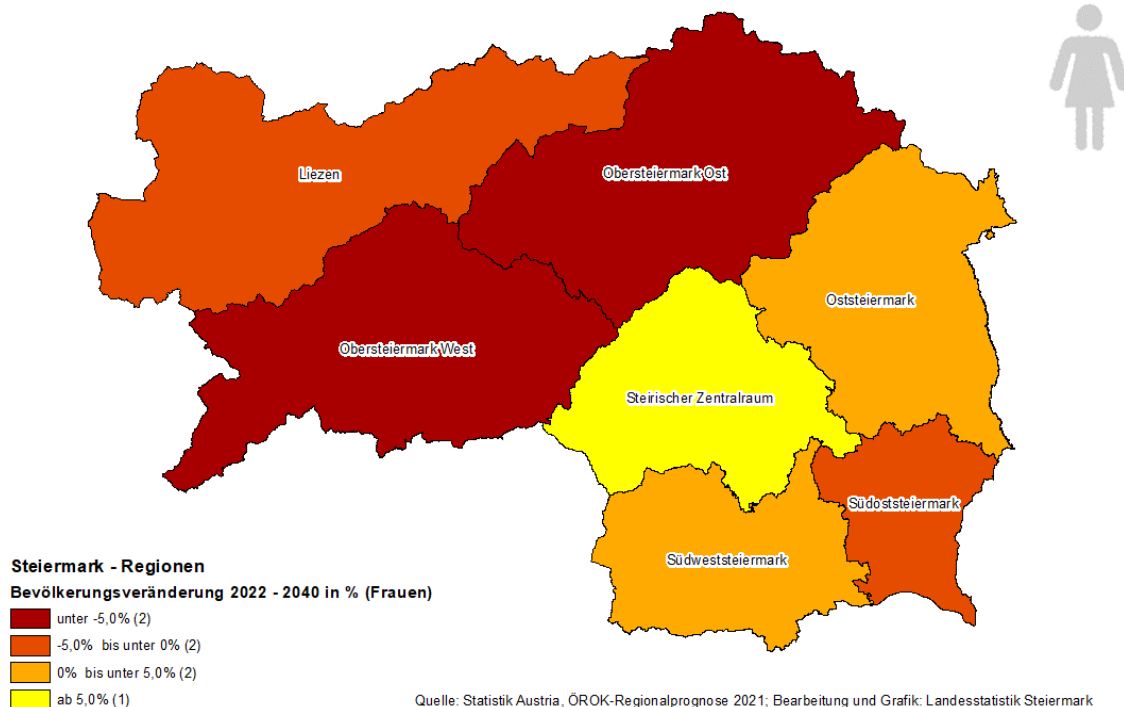 Liezen
Obersteiermark Ost
Oststeiermark
Obersteiermark West
Steirischer Zentralraum
Südoststeiermark
Südweststeiermark
Steiermark - Regionen
Bevölkerungsveränderung 2022 - 2040 in % (Frauen)
unter -5,0% (2)
-5,0% bis unter 0% (2)
0% bis unter 5,0% (2)
ab 5,0% (1)
Quelle: Statistik Austria, ÖROK-Regionalprognose 2021; Bearbeitung und Grafik: Landesstatistik Steiermark